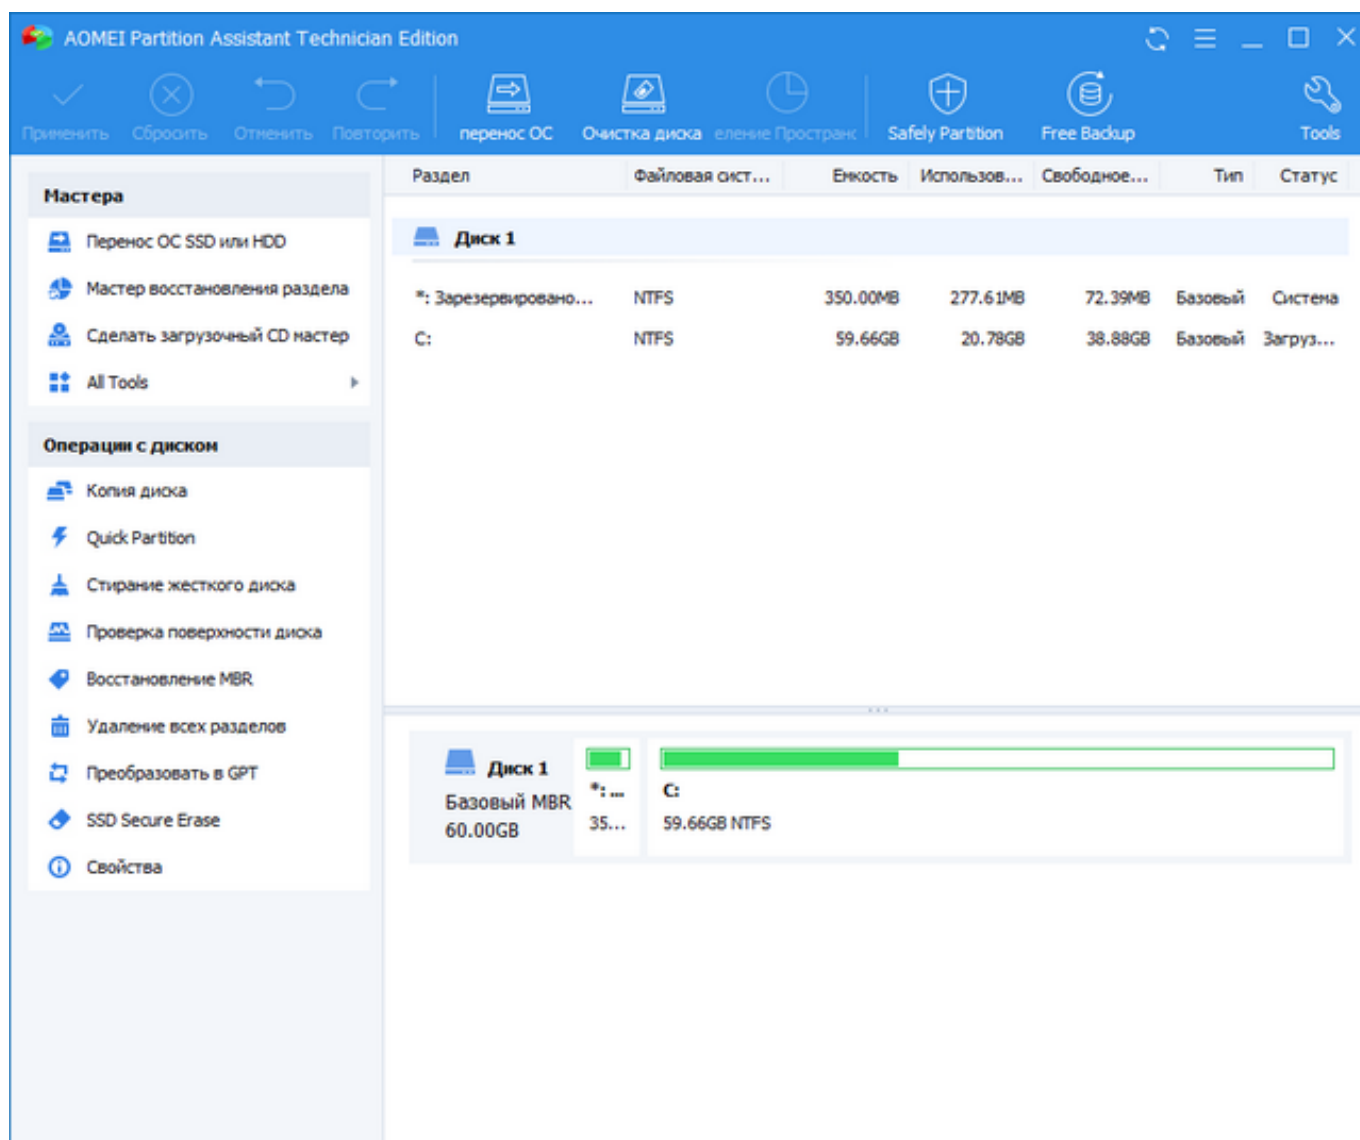 AOMEI Partition Assistant Technician Edition
Применить Сбросить Отменить Повторить перенос ОС Очистка диска еление Пространс Safely Partition Free Backup Tools
Мастера
Перенос ОС SSD или HDD
Мастер восстановления раздела
Сделать загрузочный CD мастер
All Tools
Операции с диском
Копия диска
Quick Partition
Стирание жесткого диска
Проверка поверхности диска
Восстановление MBR
Удаление всех разделов
Преобразовать в GPT
SSD Secure Erase
Свойства
Раздел Файловая сист... Емкость Использов... Свободное... Тип Статус
Диск 1
*: Зарезервировано... NTFS 350.00MB 277.61MB 72.39MB Базовый Система
C: NTFS 59.66GB 20.78GB 38.88GB Базовый Загруз...
Диск 1
Базовый MBR
60.00GB
*: ...
35...
C:
59.66GB NTFS